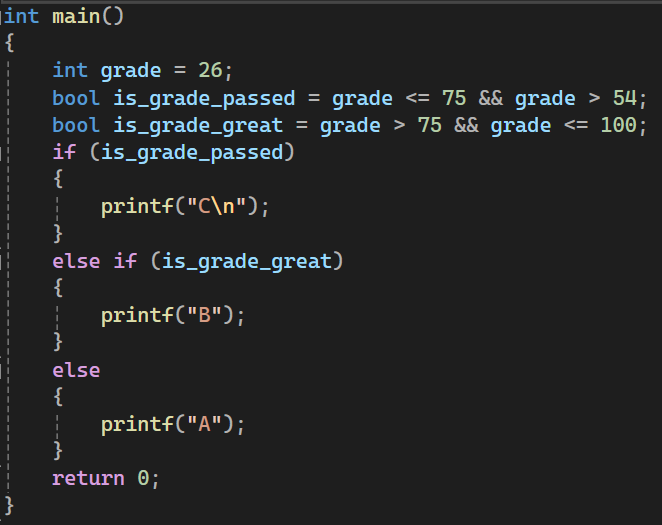 int main()
{
    int grade = 26;
    bool is_grade_passed = grade <= 75 && grade > 54;
    bool is_grade_great = grade > 75 && grade <= 100;
    if (is_grade_passed)
    {
        printf("C\n");
    }
    else if (is_grade_great)
    {
        printf("B");
    }
    else
    {
        printf("A");
    }
    return 0;
}